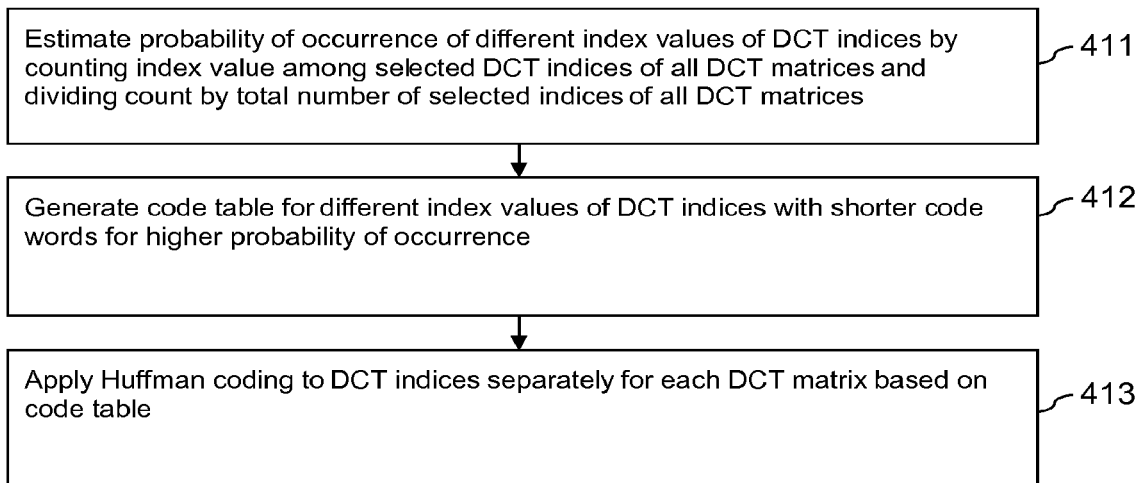 Estimate probability of occurrence of different index values of DCT indices by
counting index value among selected DCT indices of all DCT matrices and
dividing count by total number of selected indices of all DCT matrices
411
Generate code table for different index values of DCT indices with shorter code
words for higher probability of occurrence
412
Apply Huffman coding to DCT indices separately for each DCT matrix based on
code table
413